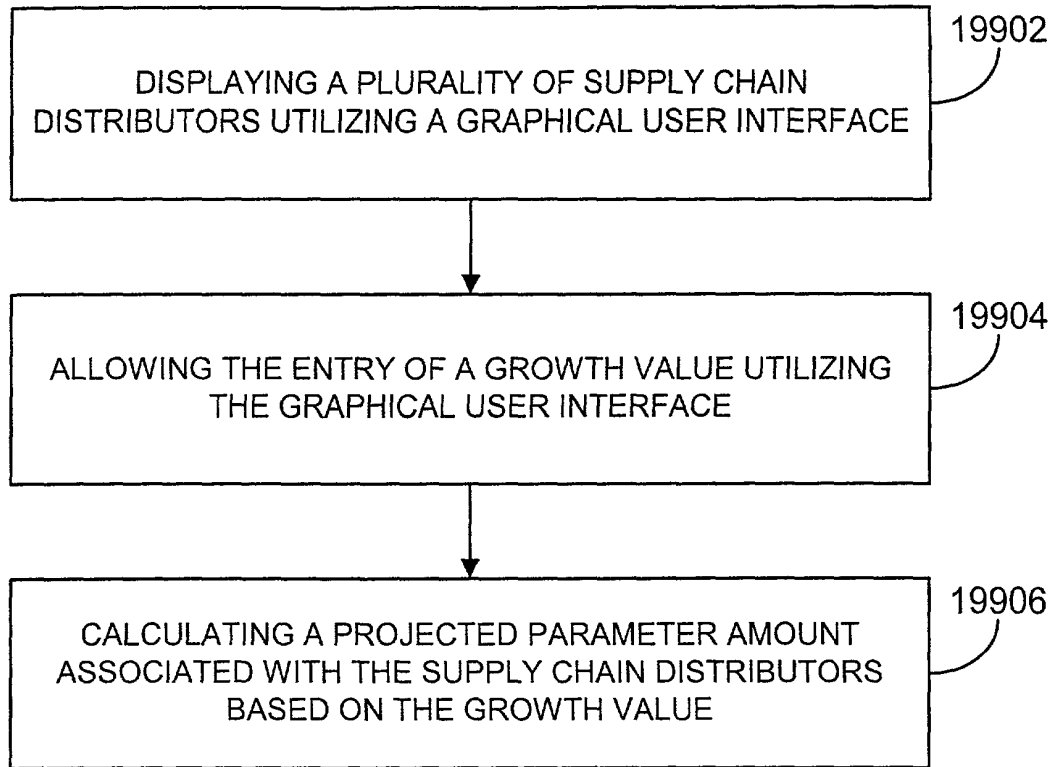 19902
DISPLAYING A PLURALITY OF SUPPLY CHAIN
DISTRIBUTORS UTILIZING A GRAPHICAL USER INTERFACE
19904
ALLOWING THE ENTRY OF A GROWTH VALUE UTILIZING
THE GRAPHICAL USER INTERFACE
19906
CALCULATING A PROJECTED PARAMETER AMOUNT
ASSOCIATED WITH THE SUPPLY CHAIN DISTRIBUTORS
BASED ON THE GROWTH VALUE